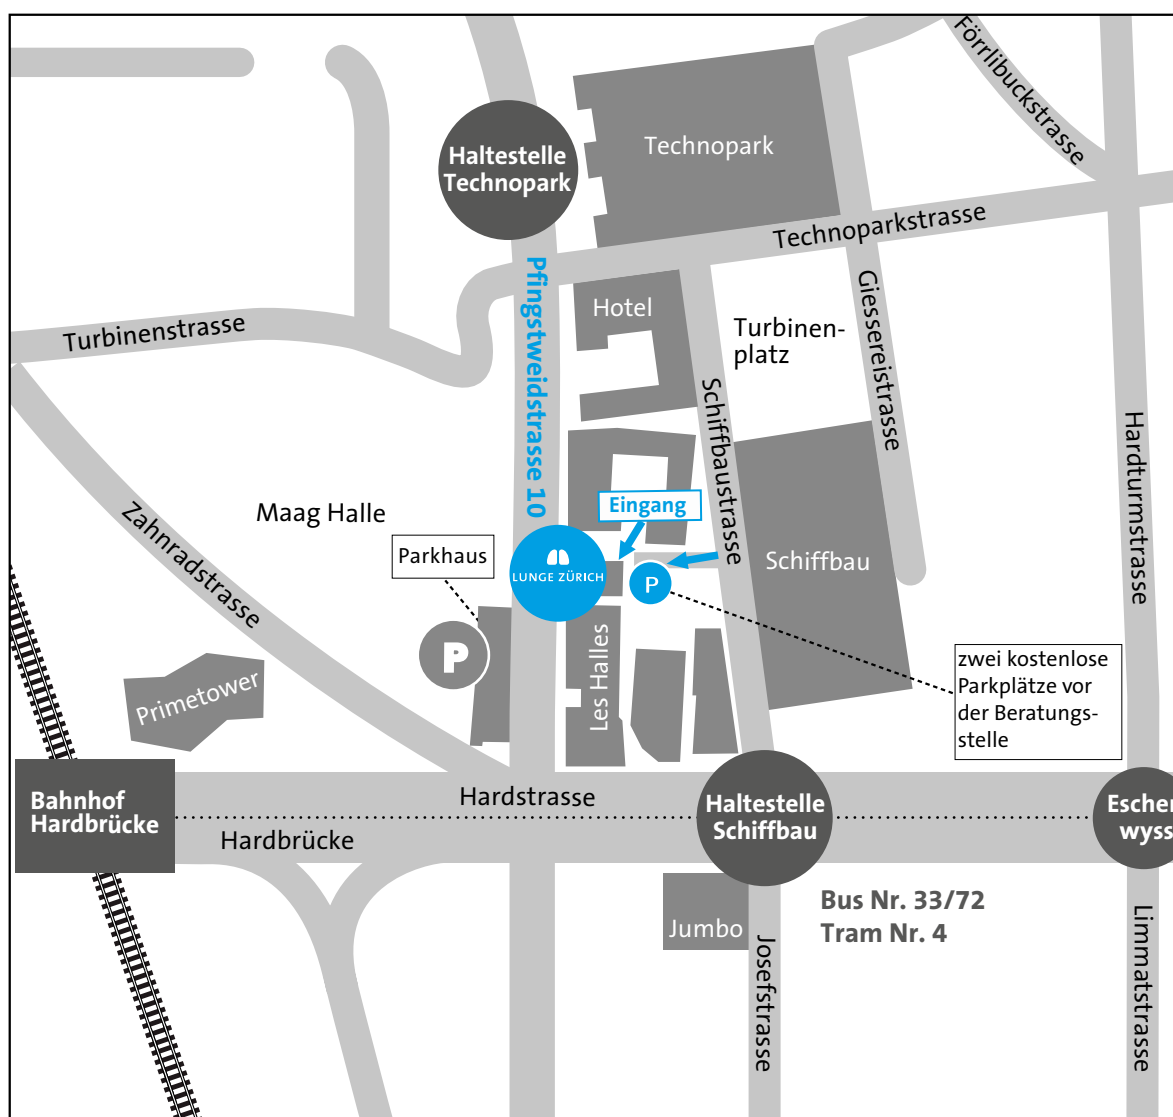 Förrlibuckstrasse
Haltestelle
Technopark
Technopark
Technoparkstrasse
Pfingstweidstrasse 10
Hotel
Giessereistrasse
Turbinenstrasse
Turbinen-
platz
Schiffbaustrasse
Hardturmstrasse
Zahnradstrasse
Maag Halle
Eingang
Parkhaus
LUNGE ZÜRICH
P
Schiffbau
P
Les Halles
zwei kostenlose
Parkplätze vor
der Beratungs-
stelle
Primetower
Bahnhof
Hardbrücke
Hardstrasse
Hardbrücke
Haltestelle
Schiffbau
Escher
wyss
Bus Nr. 33/72
Tram Nr. 4
Jumbo
Josefstrasse
Limmatstrasse